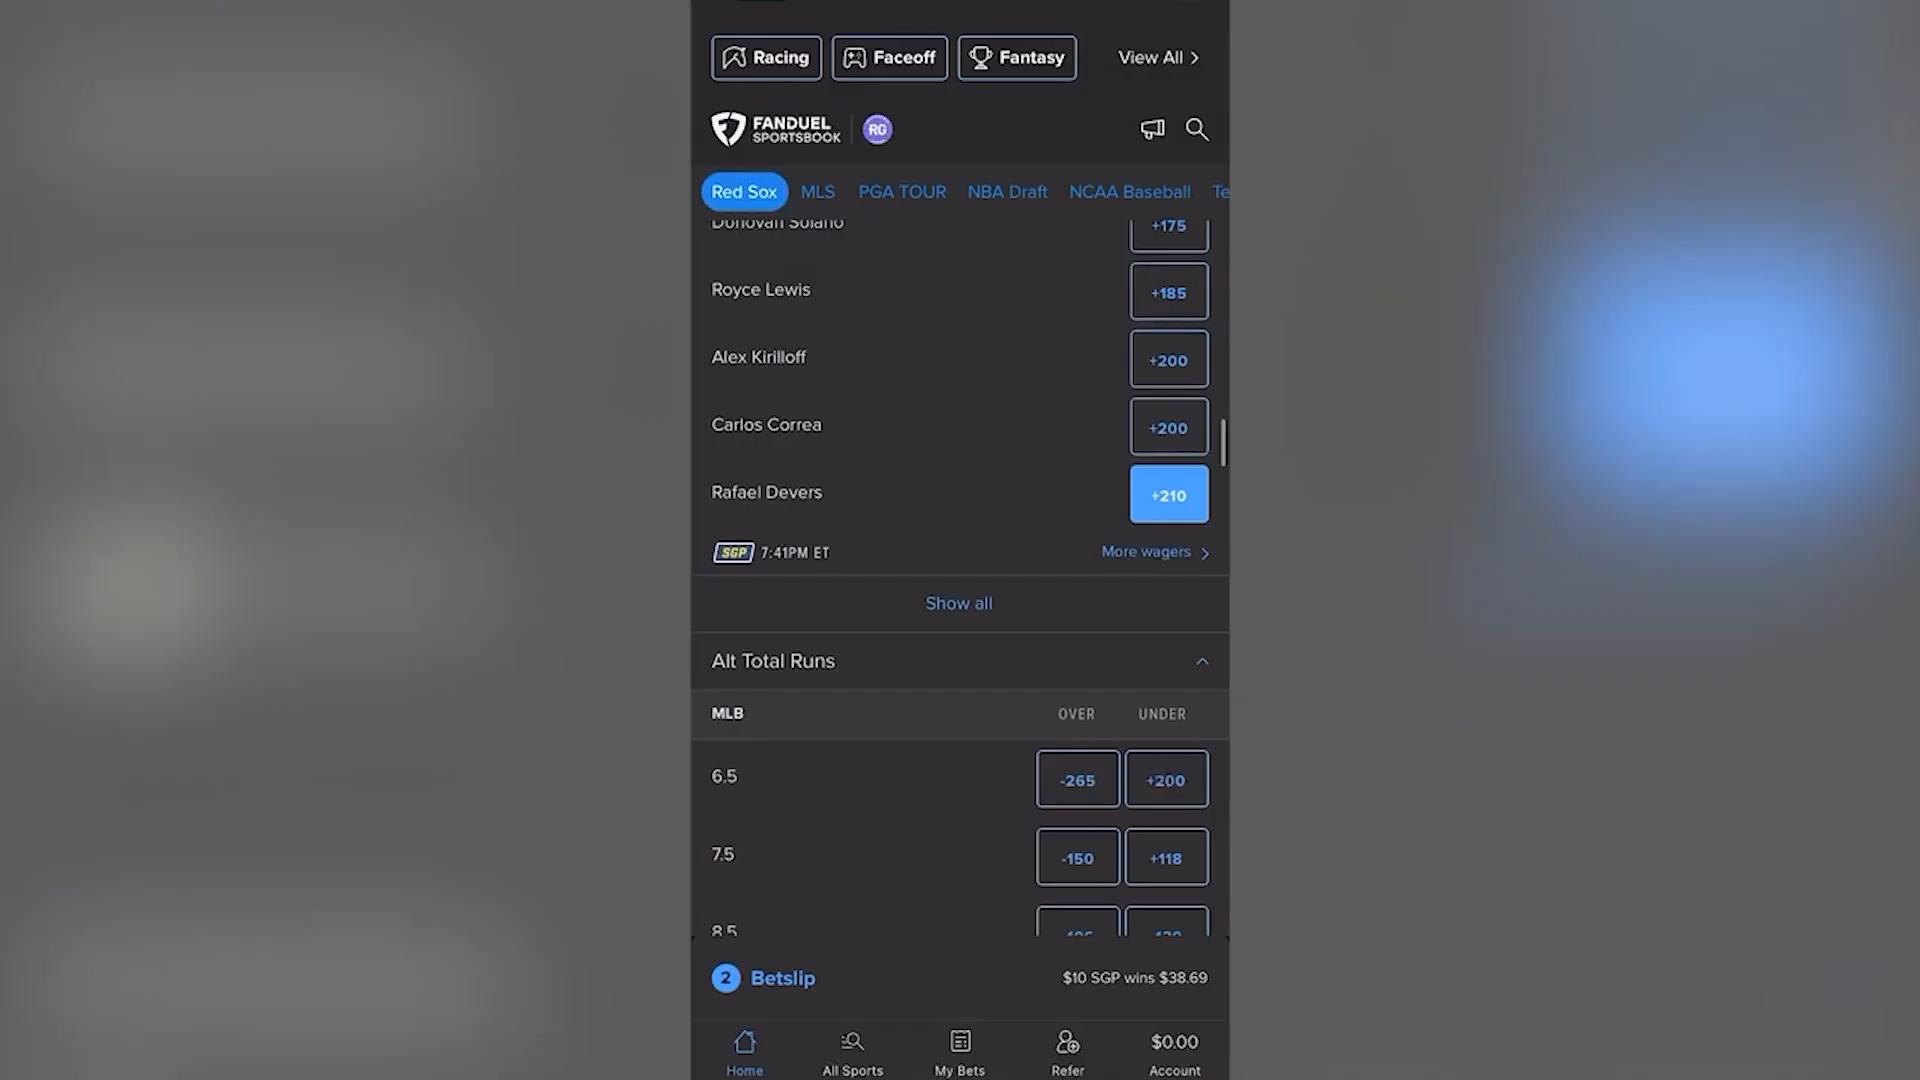 Racing Faceoff Fantasy View All
FANDUEL
SPORTSBOOK
RG
Red Sox MLS PGA TOUR NBA Draft NCAA Baseball Te
Donovan Solano +175
Royce Lewis +185
Alex Kirilloff +200
Carlos Correa +200
Rafael Devers +210
SGP 7:41PM ET More wagers
Show all
Alt Total Runs
MLB OVER UNDER
6.5 -265 +200
7.5 -150 +118
8.5
2 Betslip $10 SGP wins $38.69
$0.00
Home All Sports My Bets Refer Account